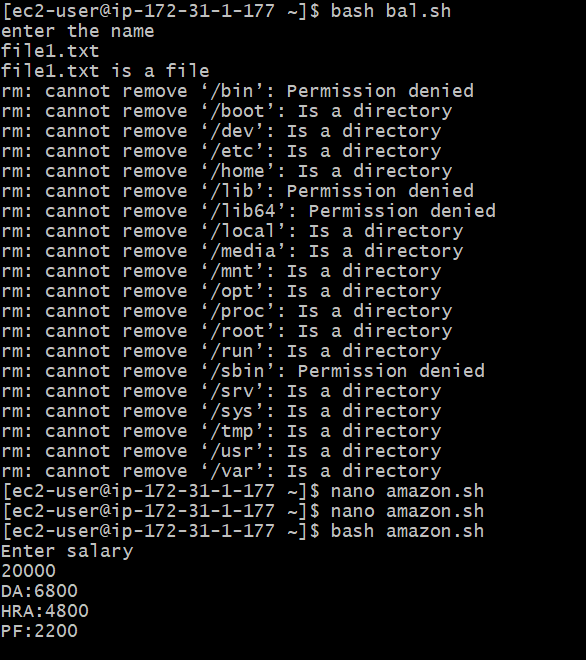 [ec2-user@ip-172-31-1-177 ~]$ bash bal.sh
enter the name
file1.txt
file1.txt is a file
rm: cannot remove ‘/bin’: Permission denied
rm: cannot remove ‘/boot’: Is a directory
rm: cannot remove ‘/dev’: Is a directory
rm: cannot remove ‘/etc’: Is a directory
rm: cannot remove ‘/home’: Is a directory
rm: cannot remove ‘/lib’: Permission denied
rm: cannot remove ‘/lib64’: Permission denied
rm: cannot remove ‘/local’: Is a directory
rm: cannot remove ‘/media’: Is a directory
rm: cannot remove ‘/mnt’: Is a directory
rm: cannot remove ‘/opt’: Is a directory
rm: cannot remove ‘/proc’: Is a directory
rm: cannot remove ‘/root’: Is a directory
rm: cannot remove ‘/run’: Is a directory
rm: cannot remove ‘/sbin’: Permission denied
rm: cannot remove ‘/srv’: Is a directory
rm: cannot remove ‘/sys’: Is a directory
rm: cannot remove ‘/tmp’: Is a directory
rm: cannot remove ‘/usr’: Is a directory
rm: cannot remove ‘/var’: Is a directory
[ec2-user@ip-172-31-1-177 ~]$ nano amazon.sh
[ec2-user@ip-172-31-1-177 ~]$ nano amazon.sh
[ec2-user@ip-172-31-1-177 ~]$ bash amazon.sh
Enter salary
20000
DA:6800
HRA:4800
PF:2200